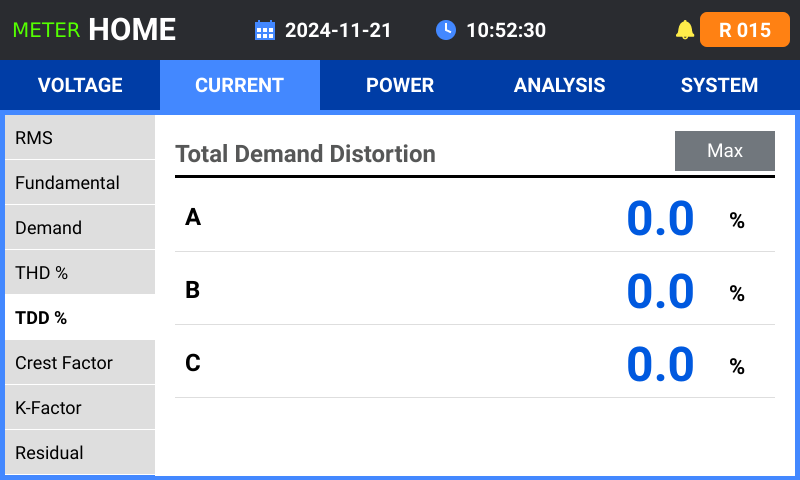 METER HOME 2024-11-21 10:52:30 R 015
VOLTAGE CURRENT POWER ANALYSIS SYSTEM
RMS
Fundamental
Demand
THD %
TDD %
Crest Factor
K-Factor
Residual
Total Demand Distortion Max
A 0.0 %
B 0.0 %
C 0.0 %